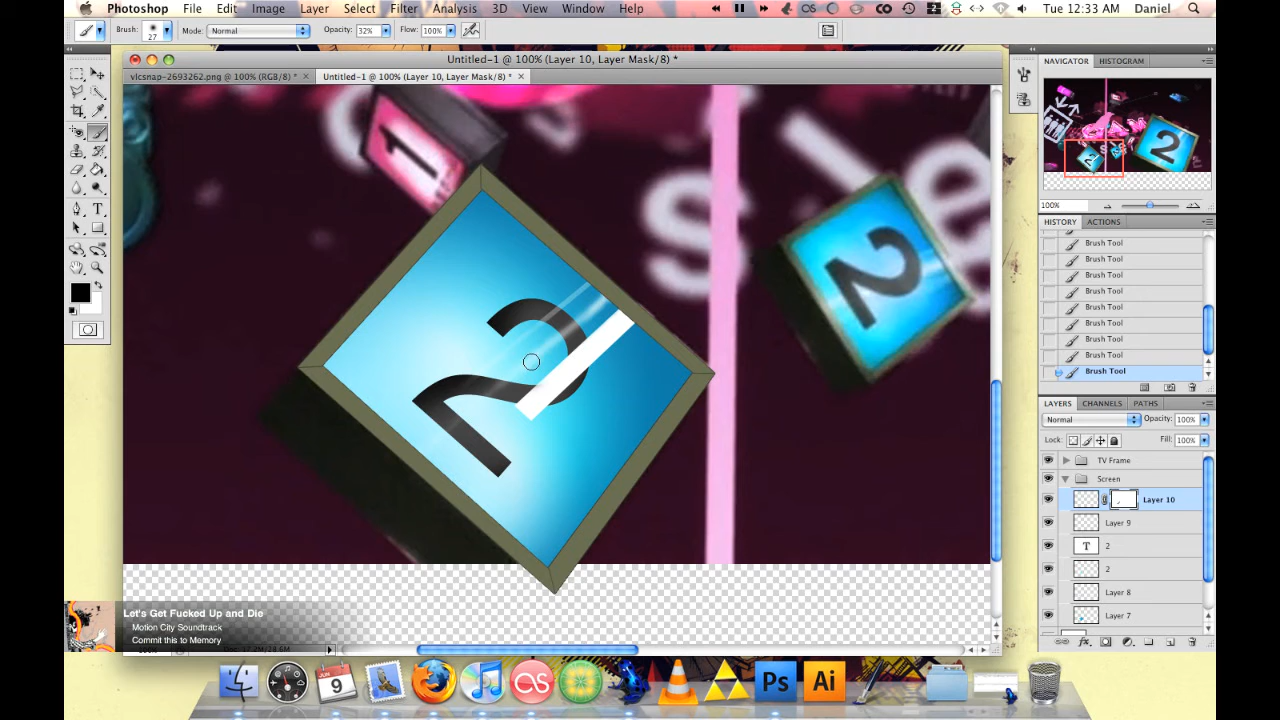 Photoshop File Edit Image Layer Select Filter Analysis 3D View Window Help Tue 12:33 AM Daniel
Brush: 27 Mode: Normal Opacity: 32% Flow: 100%
Untitled-1 @ 100% (Layer 10, Layer Mask/8) *
vlcsnap-2693262.png @ 100% (RGB/8) * Untitled-1 @ 100% (Layer 10, Layer Mask/8) *
NAVIGATOR HISTOGRAM
1
2
2
2
2
100%
HISTORY ACTIONS
Brush Tool
Brush Tool
Brush Tool
Brush Tool
Brush Tool
Brush Tool
Brush Tool
Brush Tool
Brush Tool
LAYERS CHANNELS PATHS
Normal Opacity: 100%
Lock: Fill: 100%
TV Frame
Screen
Layer 10
Layer 9
T 2
2
Layer 8
Layer 7
Let's Get Fucked Up and Die
Motion City Soundtrack
Commit this to Memory
JUN
9
Ps Ai